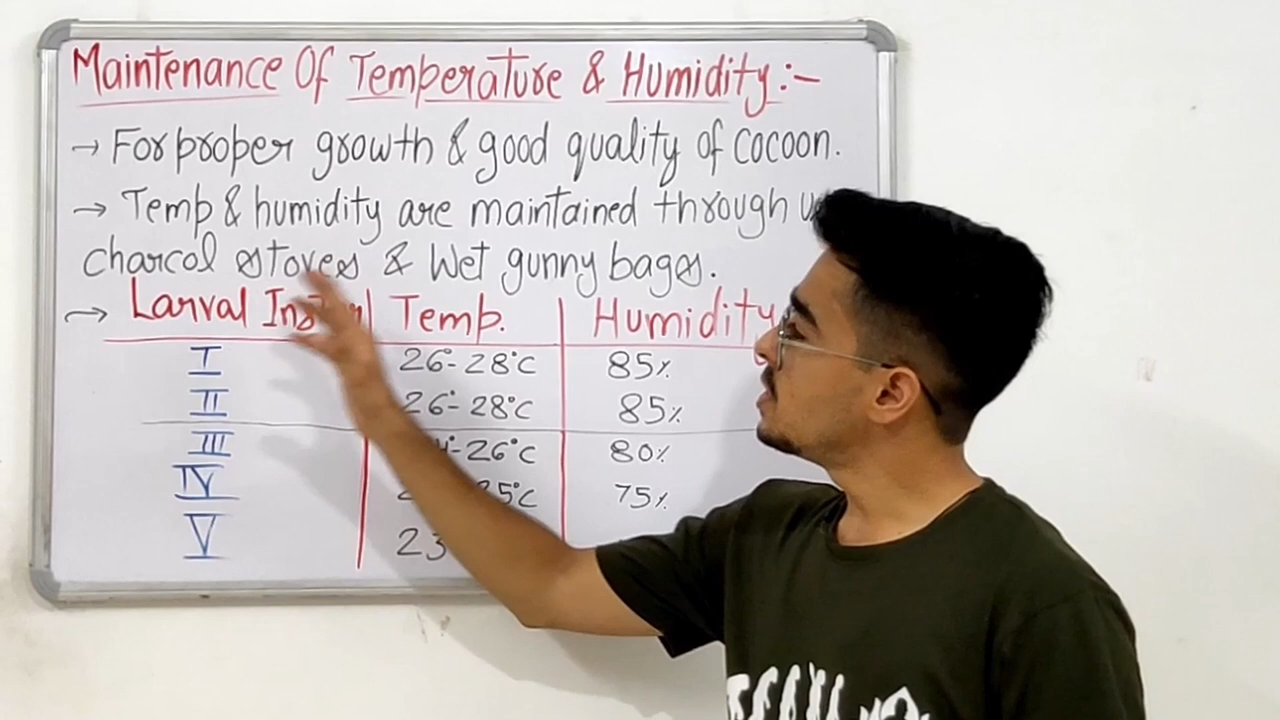 Maintenance Of Temperature & Humidity:-
→ For proper growth & good quality of cocoon.
→ Temp & humidity are maintained through
charcol stoves & Wet gunny bags.
→ Larval Temp. Humidity
I 26°-28°C 85%
II 26°-28°C 85%
III -26°C 80%
IV 75%
V 23